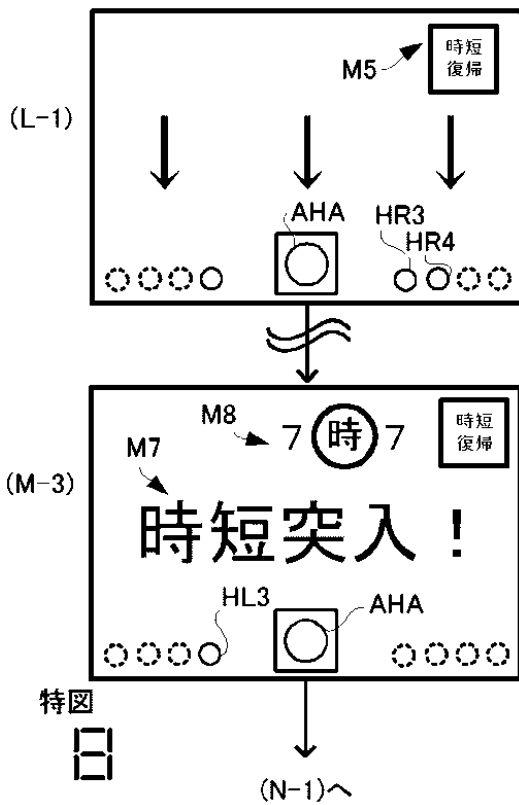 時短
復帰
M5
(L-1)
AHA
HR3
HR4
M8
7 時 7
時短
復帰
M7
(M-3)
時短突入！
HL3
AHA
特図
日
(N-1)へ